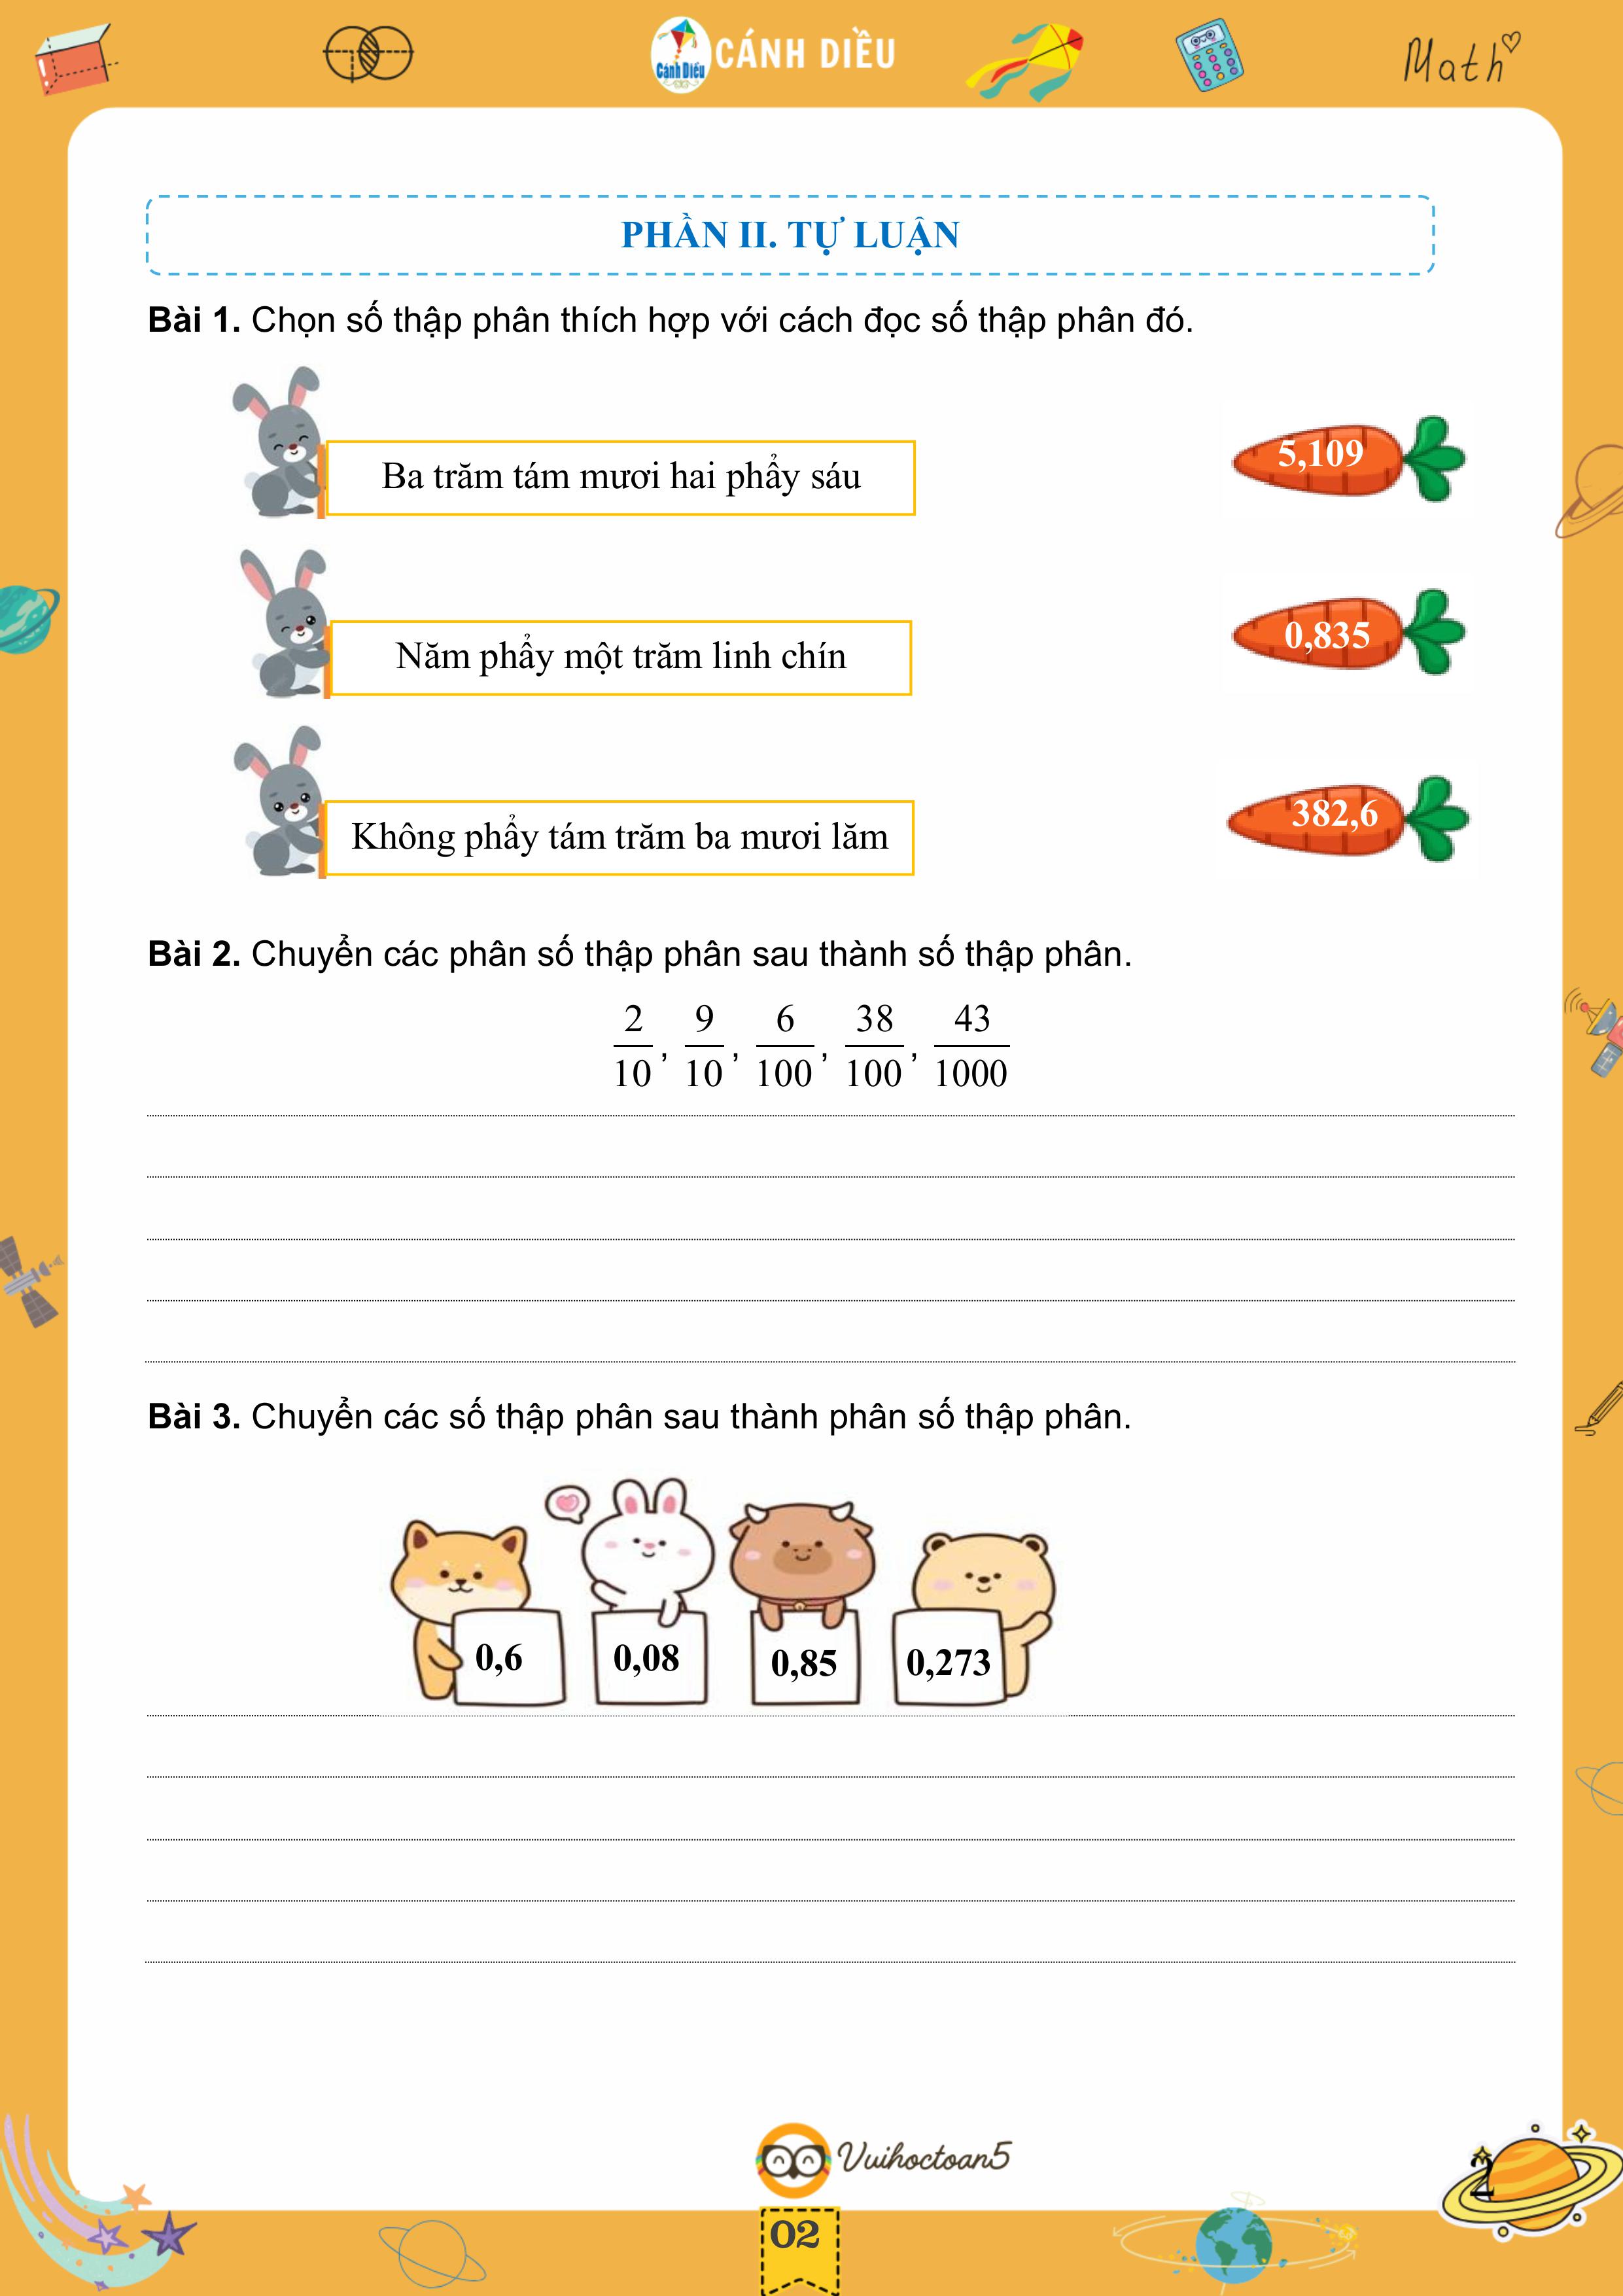 Cánh Diều
CÁNH DIỀU
Math
PHẦN II. TỰ LUẬN
Bài 1. Chọn số thập phân thích hợp với cách đọc số thập phân đó.
Ba trăm tám mươi hai phẩy sáu
5,109
Năm phẩy một trăm linh chín
0,835
Không phẩy tám trăm ba mươi lăm
382,6
Bài 2. Chuyển các phân số thập phân sau thành số thập phân.
2/10, 9/10, 6/100, 38/100, 43/1000
Bài 3. Chuyển các số thập phân sau thành phân số thập phân.
0,6 0,08 0,85 0,273
Vuihoctoan5
2
02